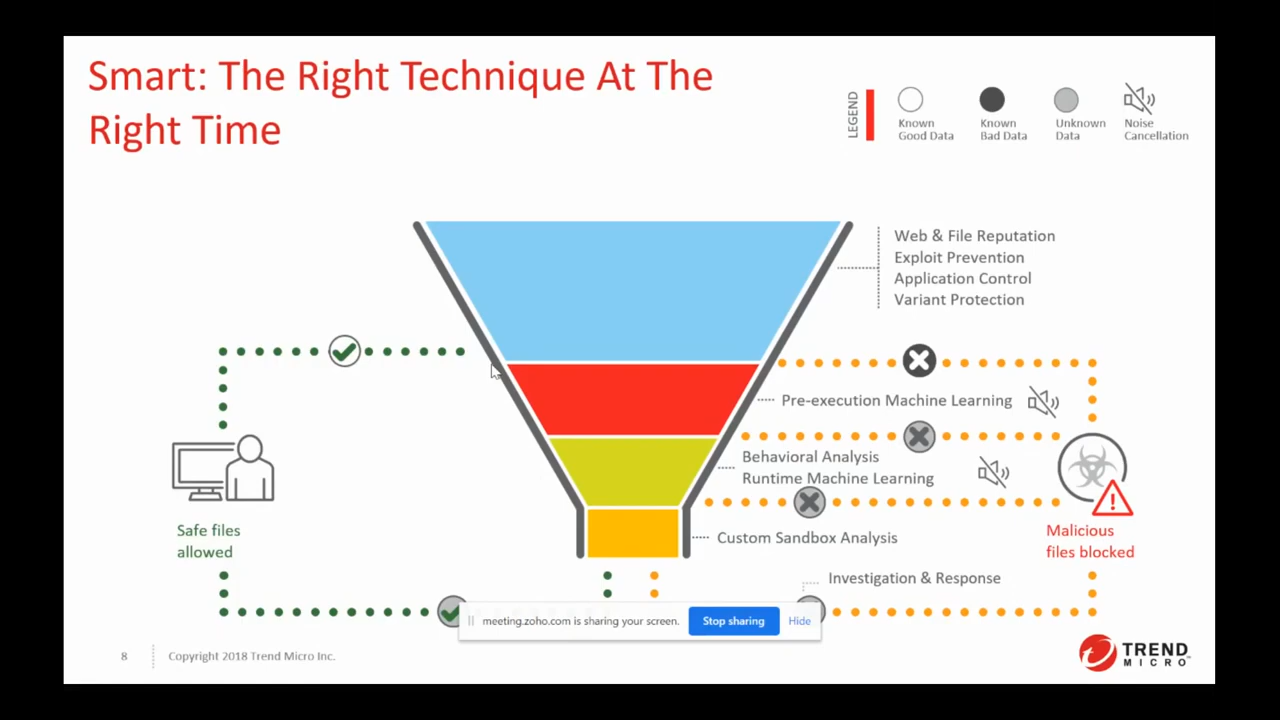 Smart: The Right Technique At The
Right Time
LEGEND
Known
Good Data
Known
Bad Data
Unknown
Data
Noise
Cancellation
Web & File Reputation
Exploit Prevention
Application Control
Variant Protection
Pre-execution Machine Learning
Behavioral Analysis
Runtime Machine Learning
Custom Sandbox Analysis
Safe files
allowed
Malicious
files blocked
Investigation & Response
meeting.zoho.com is sharing your screen.
Stop sharing
Hide
8
Copyright 2018 Trend Micro Inc.
TREND
MICRO